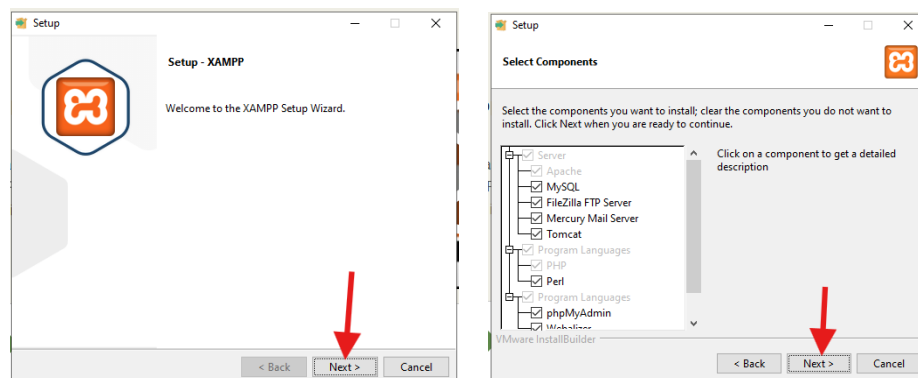 Setup
Setup - XAMPP
Welcome to the XAMPP Setup Wizard.
< Back
Next >
Cancel
Setup
Select Components
Select the components you want to install; clear the components you do not want to
install. Click Next when you are ready to continue.
Server
Apache
MySQL
FileZilla FTP Server
Mercury Mail Server
Tomcat
Program Languages
PHP
Perl
Program Languages
phpMyAdmin
Webalizer
Click on a component to get a detailed
description
VMware InstallBuilder
< Back
Next >
Cancel